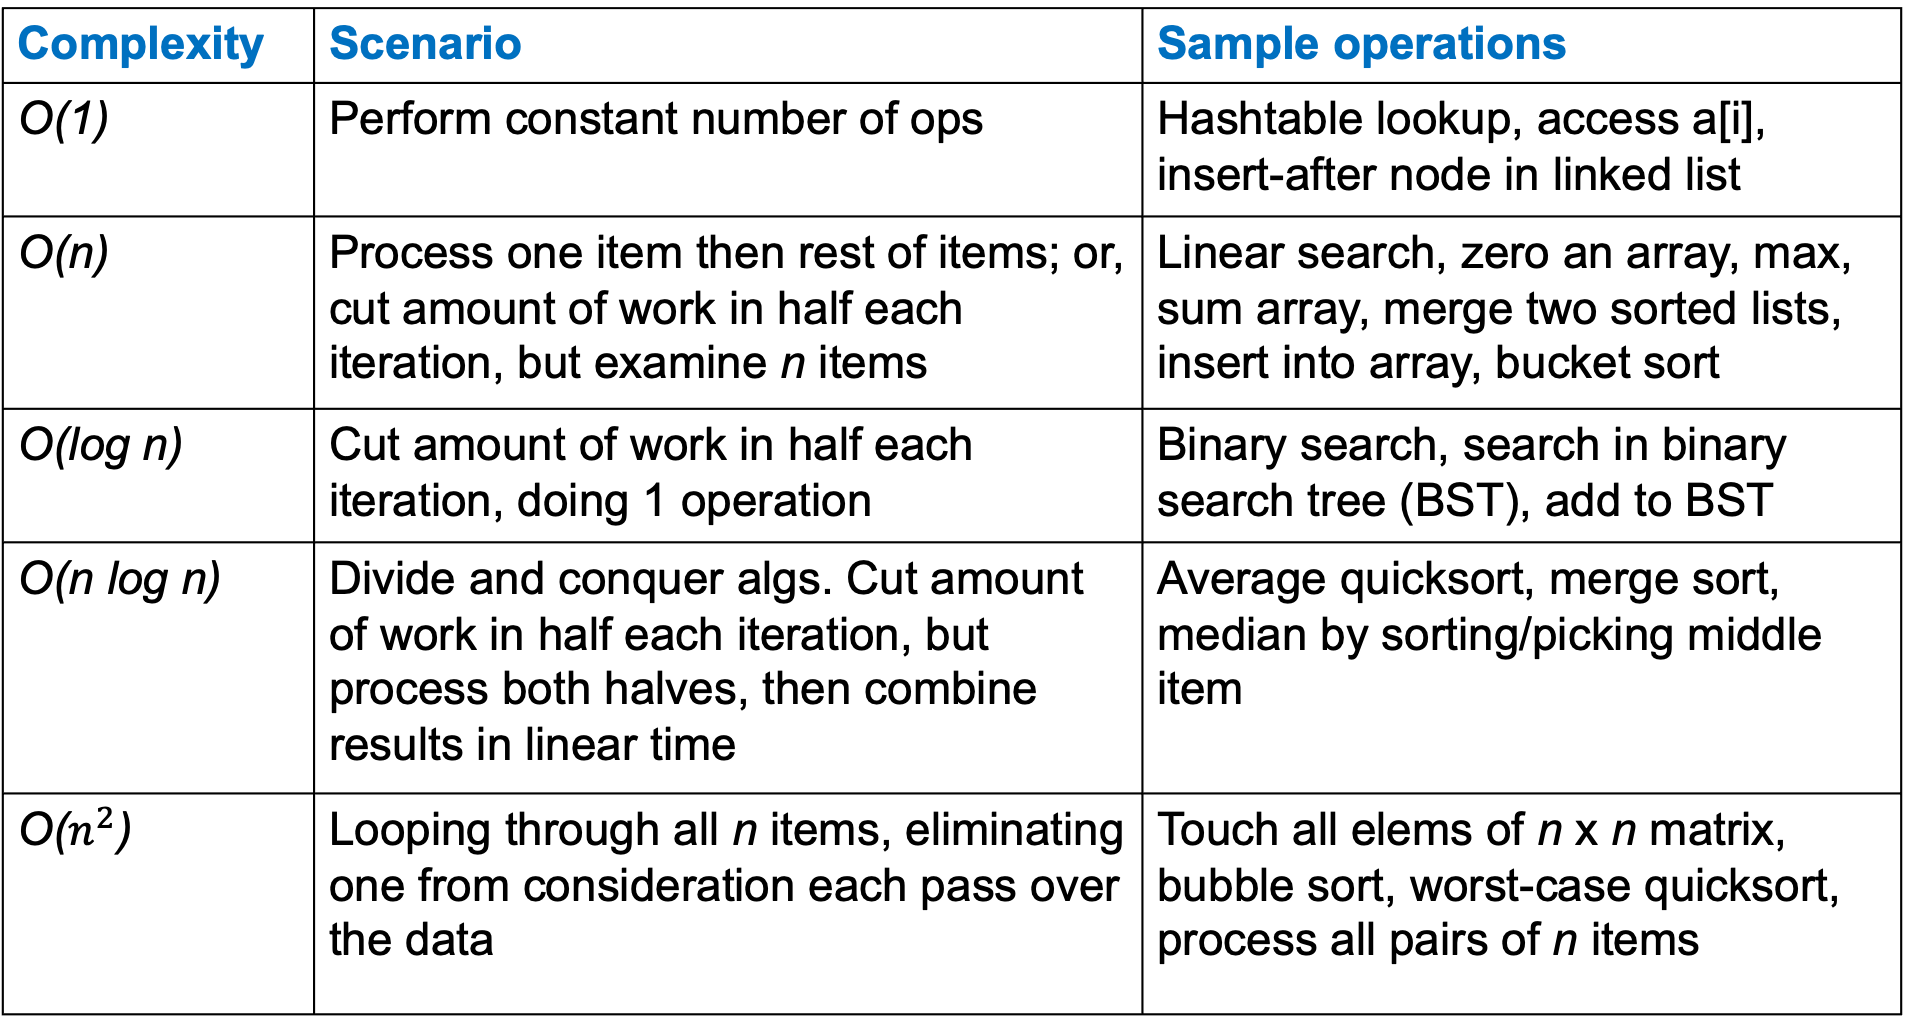 Complexity
Scenario
Sample operations
O(1)
Perform constant number of ops
Hashtable lookup, access a[i],
insert-after node in linked list
O(n)
Process one item then rest of items; or,
cut amount of work in half each
iteration, but examine n items
Linear search, zero an array, max,
sum array, merge two sorted lists,
insert into array, bucket sort
O(log n)
Cut amount of work in half each
iteration, doing 1 operation
Binary search, search in binary
search tree (BST), add to BST
O(n log n)
Divide and conquer algs. Cut amount
of work in half each iteration, but
process both halves, then combine
results in linear time
Average quicksort, merge sort,
median by sorting/picking middle
item
O(n²)
Looping through all n items, eliminating
one from consideration each pass over
the data
Touch all elems of n x n matrix,
bubble sort, worst-case quicksort,
process all pairs of n items